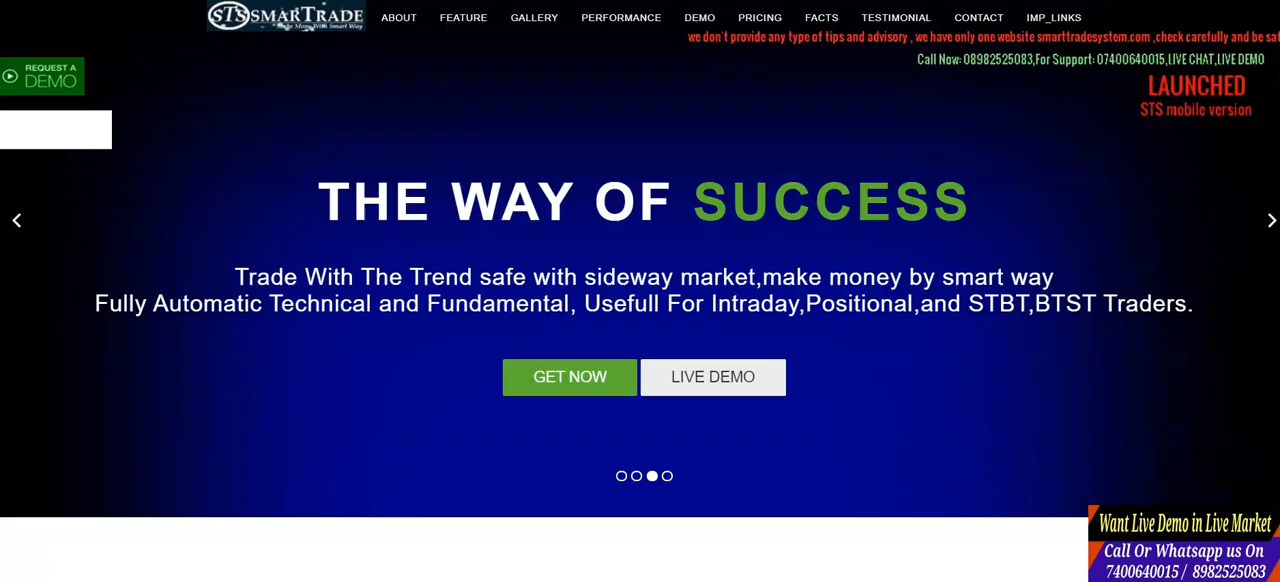 STS SMARTRADE
Make Money With Smart Way
ABOUT FEATURE GALLERY PERFORMANCE DEMO PRICING FACTS TESTIMONIAL CONTACT IMP_LINKS
we don't provide any type of tips and advisory , we have only one website smarttradesystem.com ,check carefully and be saf
Call Now: 08982525083,For Support: 07400640015,LIVE CHAT,LIVE DEMO
REQUEST A
DEMO
LAUNCHED
STS mobile version
THE WAY OF SUCCESS
Trade With The Trend safe with sideway market,make money by smart way
Fully Automatic Technical and Fundamental, Usefull For Intraday,Positional,and STBT,BTST Traders.
GET NOW LIVE DEMO
Want Live Demo in Live Market
Call Or Whatsapp us On
7400640015 / 8982525083